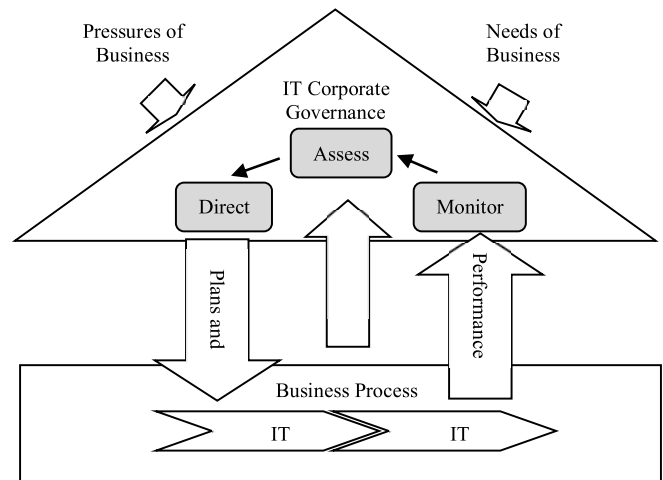 Pressures of
Business
Needs of
Business
IT Corporate
Governance
Assess
Direct
Monitor
Plans and
Performance
Business Process
IT
IT